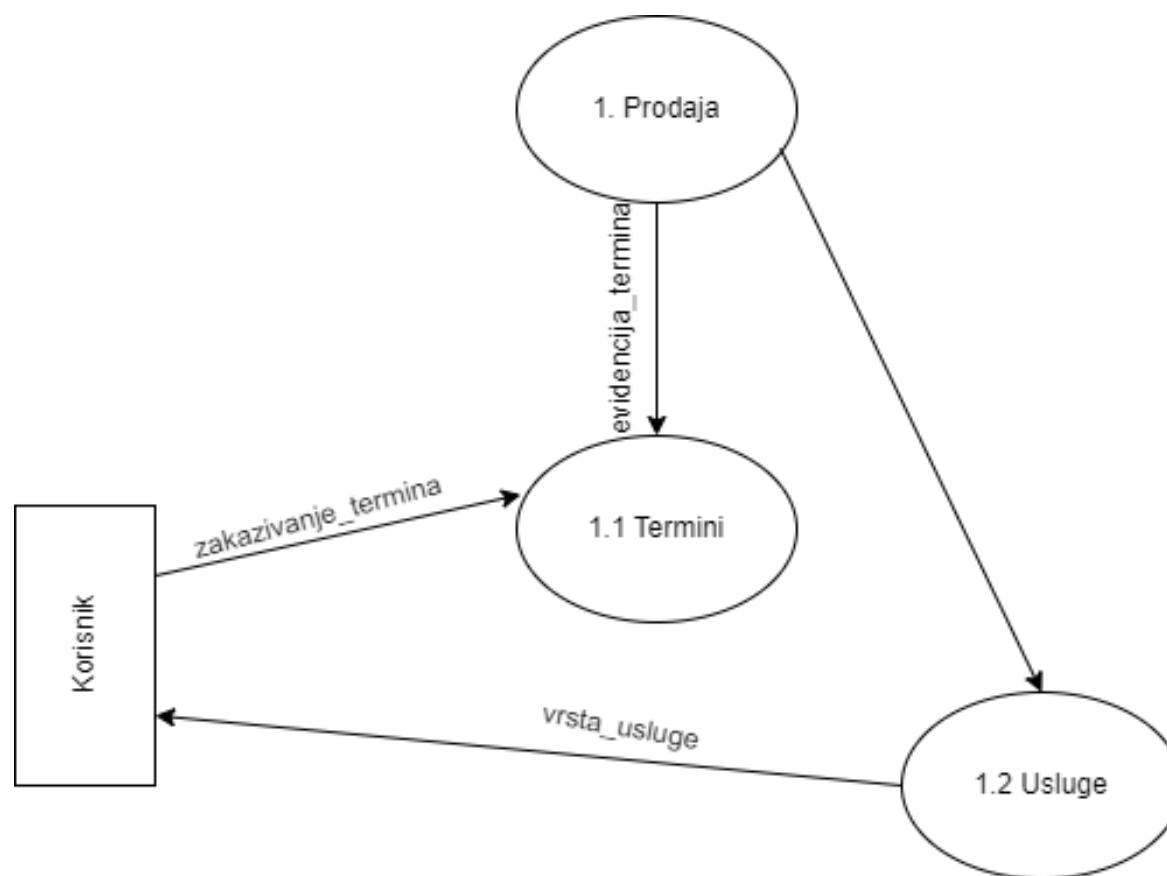 1. Prodaja
evidencija_termina
zakazivanje_termina
1.1 Termini
Korisnik
vrsta_usluge
1.2 Usluge